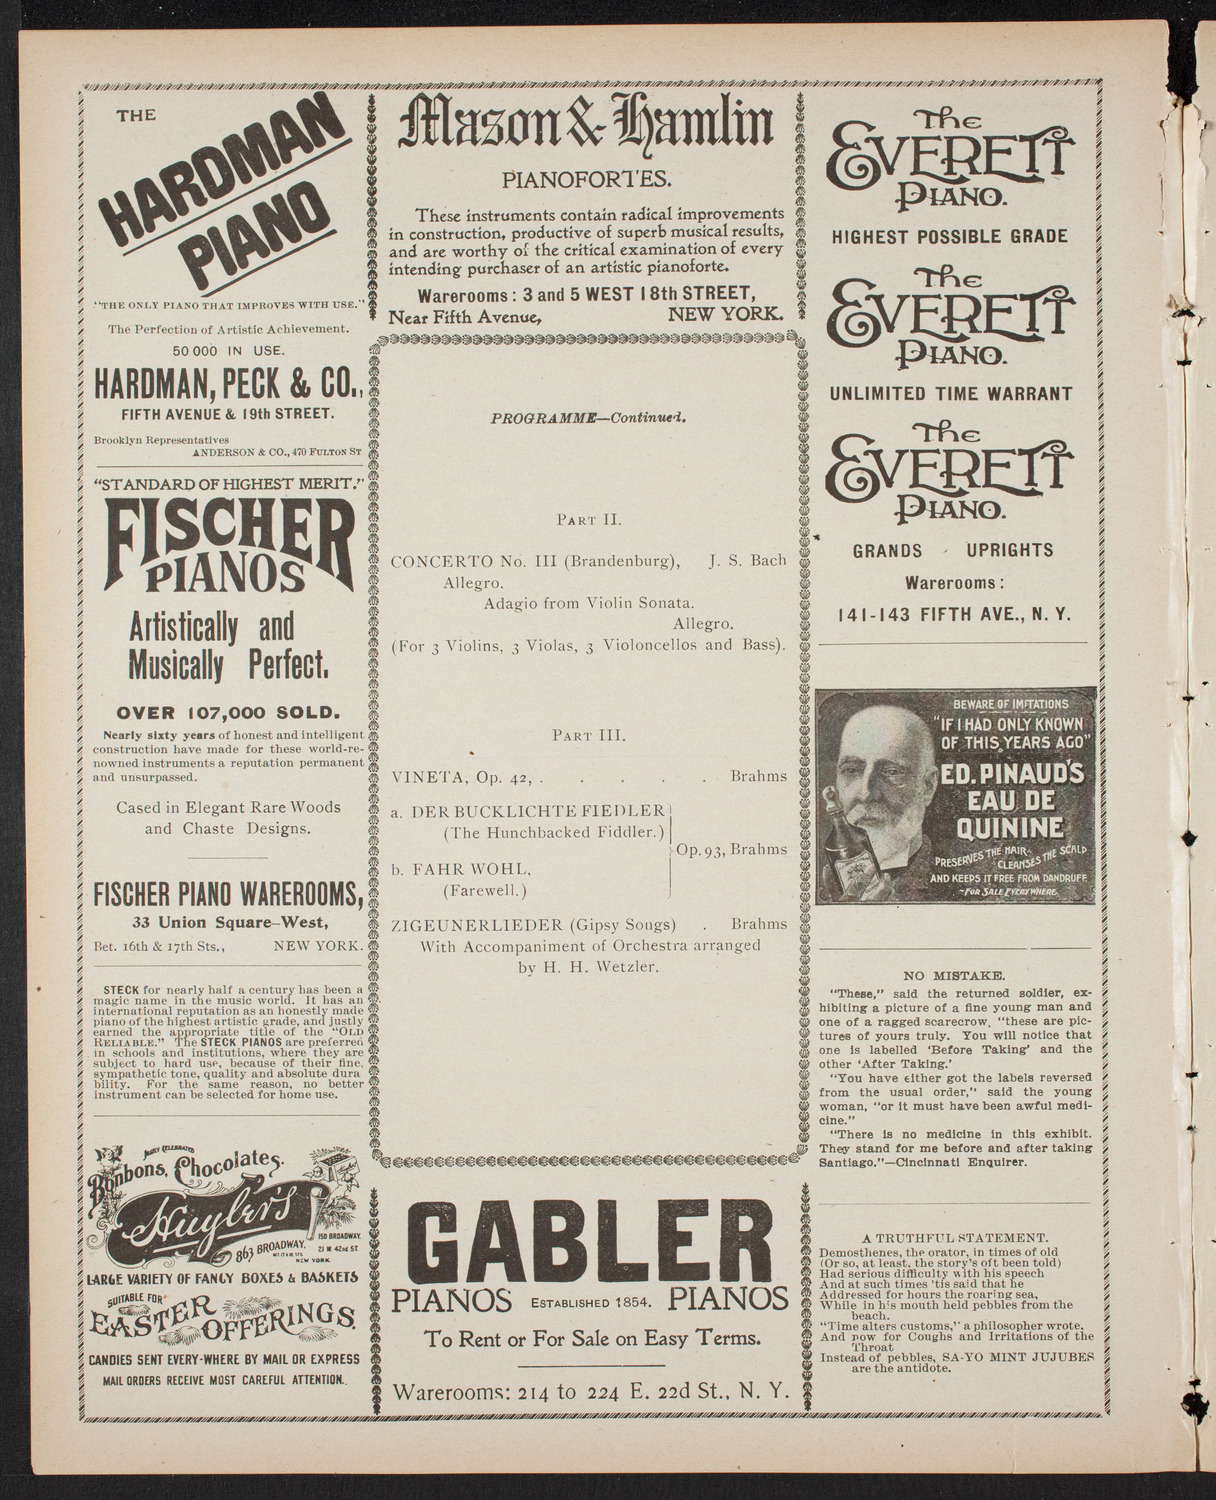 THE
HARDMAN
PIANO
"THE ONLY PIANO THAT IMPROVES WITH USE."
The Perfection of Artistic Achievement.
50 000 IN USE.
HARDMAN, PECK & CO.,
FIFTH AVENUE & 19th STREET.
Brooklyn Representatives
ANDERSON & CO., 470 FULTON ST
"STANDARD OF HIGHEST MERIT."
FISCHER
PIANOS
Artistically and
Musically Perfect.
OVER 107,000 SOLD.
Nearly sixty years of honest and intelligent
construction have made for these world-re-
nowned instruments a reputation permanent
and unsurpassed.
Cased in Elegant Rare Woods
and Chaste Designs.
FISCHER PIANO WAREROOMS,
33 Union Square-West,
Bet. 16th & 17th Sts., NEW YORK.
STECK for nearly half a century has been a
magic name in the music world. It has an
international reputation as an honestly made
piano of the highest artistic grade, and justly
earned the appropriate title of the "OLD
RELIABLE." The STECK PIANOS are preferred
in schools and institutions, where they are
subject to hard use, because of their fine,
sympathetic tone, quality and absolute dura
bility. For the same reason, no better
instrument can be selected for home use.
JUSTLY CELEBRATED
Bonbons, Chocolates.
Huyler's
863 BROADWAY.
BET. 17 & 18 STS.
NEW YORK.
150 BROADWAY.
21 W 42nd ST.
LARGE VARIETY OF FANCY BOXES & BASKETS
SUITABLE FOR
EASTER
OFFERINGS.
CANDIES SENT EVERY-WHERE BY MAIL OR EXPRESS
MAIL ORDERS RECEIVE MOST CAREFUL ATTENTION.
Mason & Hamlin
PIANOFORTES.
These instruments contain radical improvements
in construction, productive of superb musical results,
and are worthy of the critical examination of every
intending purchaser of an artistic pianoforte.
Warerooms: 3 and 5 WEST 18th STREET,
Near Fifth Avenue, NEW YORK.
PROGRAMME—Continued.
PART II.
CONCERTO No. III (Brandenburg), J. S. Bach
Allegro.
Adagio from Violin Sonata.
Allegro.
(For 3 Violins, 3 Violas, 3 Violoncellos and Bass).
PART III.
VINETA, Op. 42, . . . . . Brahms
a. DER BUCKLICHTE FIEDLER
(The Hunchbacked Fiddler.)
Op. 93, Brahms
b. FAHR WOHL,
(Farewell.)
ZIGEUNERLIEDER (Gipsy Songs) . Brahms
With Accompaniment of Orchestra arranged
by H. H. Wetzler.
GABLER
PIANOS ESTABLISHED 1854. PIANOS
To Rent or For Sale on Easy Terms.
Warerooms: 214 to 224 E. 22d St., N. Y.
The
EVERETT
PIANO.
HIGHEST POSSIBLE GRADE
The
EVERETT
PIANO.
UNLIMITED TIME WARRANT
The
EVERETT
PIANO.
GRANDS UPRIGHTS
Warerooms:
141-143 FIFTH AVE., N. Y.
BEWARE OF IMITATIONS
"IF I HAD ONLY KNOWN
OF THIS YEARS AGO"
ED. PINAUD'S
EAU DE
QUININE
PRESERVES THE HAIR-
CLEANSES THE SCALP
AND KEEPS IT FREE FROM DANDRUFF.
-FOR SALE EVERYWHERE.
NO MISTAKE.
"These," said the returned soldier, ex-
hibiting a picture of a fine young man and
one of a ragged scarecrow, "these are pic-
tures of yours truly. You will notice that
one is labelled 'Before Taking' and the
other 'After Taking.'
"You have either got the labels reversed
from the usual order," said the young
woman, "or it must have been awful medi-
cine."
"There is no medicine in this exhibit.
They stand for me before and after taking
Santiago."—Cincinnati Enquirer.
A TRUTHFUL STATEMENT.
Demosthenes, the orator, in times of old
(Or so, at least, the story's oft been told)
Had serious difficulty with his speech
And at such times 'tis said that he
Addressed for hours the roaring sea,
While in his mouth held pebbles from the
beach.
"Time alters customs," a philosopher wrote,
And now for Coughs and Irritations of the
Throat
Instead of pebbles, SA-YO MINT JUJUBES
are the antidote.